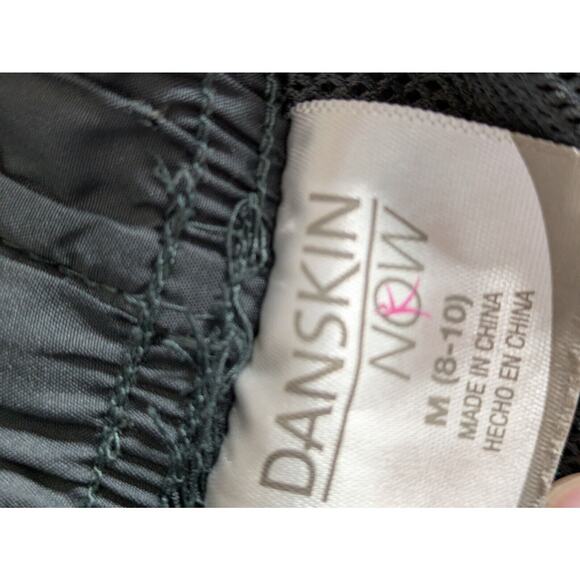 DANSKIN
NOW
M (8-10)
MADE IN CHINA
HECHO EN CHINA